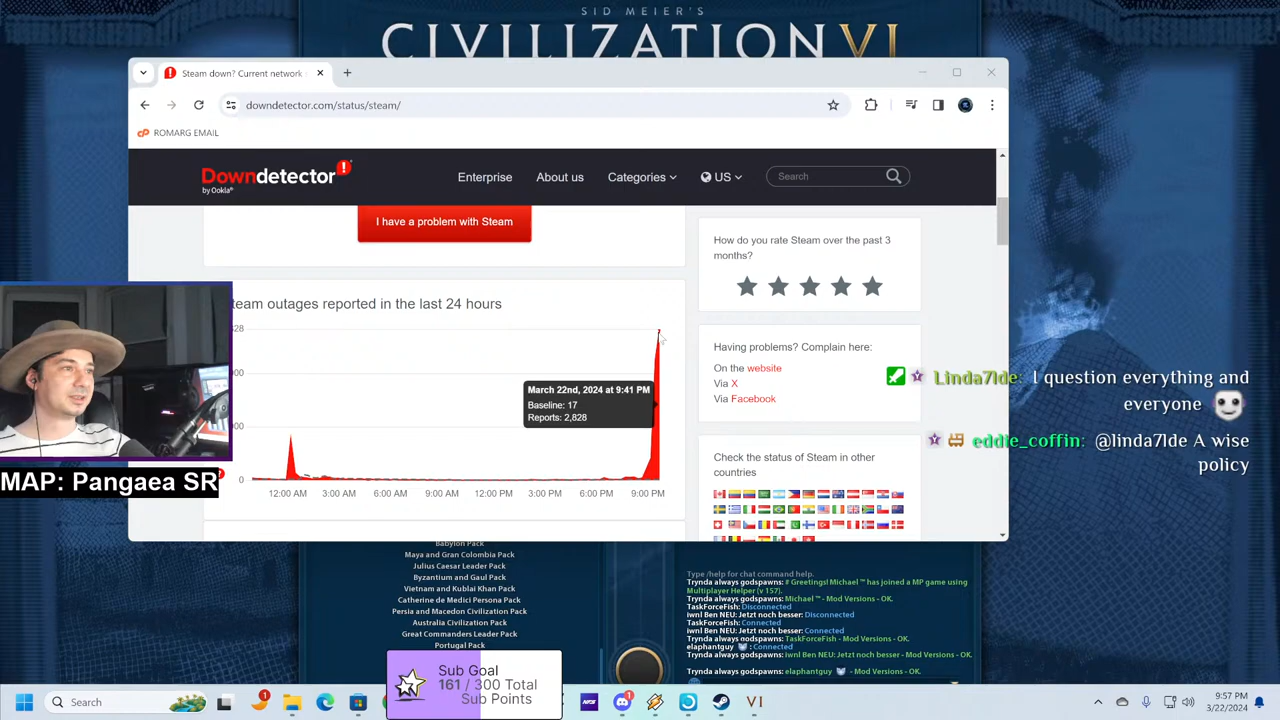 SID MEIER'S
CIVILIZATION VI
Steam down? Current network
downdetector.com/status/steam/
ROMARG EMAIL
Downdetector
by Ookla®
Enterprise
About us
Categories
US
Search
I have a problem with Steam
How do you rate Steam over the past 3
months?
team outages reported in the last 24 hours
March 22nd, 2024 at 9:41 PM
Baseline: 17
Reports: 2,828
0
12:00 AM 3:00 AM 6:00 AM 9:00 AM 12:00 PM 3:00 PM 6:00 PM 9:00 PM
Having problems? Complain here:
On the website
Via X
Via Facebook
Check the status of Steam in other
countries
Linda7lde: I question everything and
everyone
eddie_coffin: @linda7lde A wise
policy
MAP: Pangaea SR
Babylon Pack
Maya and Gran Colombia Pack
Julius Caesar Leader Pack
Byzantium and Gaul Pack
Vietnam and Kublai Khan Pack
Catherine de Medici Persona Pack
Persia and Macedon Civilization Pack
Australia Civilization Pack
Great Commanders Leader Pack
Portugal Pack
Type /help for chat command help.
Trynda always godspawns: # Greetings! Michael ™ has joined a MP game using
Multiplayer Helper (v 157).
Trynda always godspawns: Michael ™ - Mod Versions - OK.
TaskForceFish: Disconnected
iwnl Ben NEU: Jetzt noch besser: Disconnected
TaskForceFish: Connected
iwnl Ben NEU: Jetzt noch besser: Connected
Trynda always godspawns: TaskForceFish - Mod Versions - OK.
elaphantguy : Connected
Trynda always godspawns: iwnl Ben NEU: Jetzt noch besser - Mod Versions - OK.
Trynda always godspawns: elaphantguy - Mod Versions - OK.
Sub Goal
161 / 300 Total
Sub Points
Search
1
1
VI
9:57 PM
3/22/2024